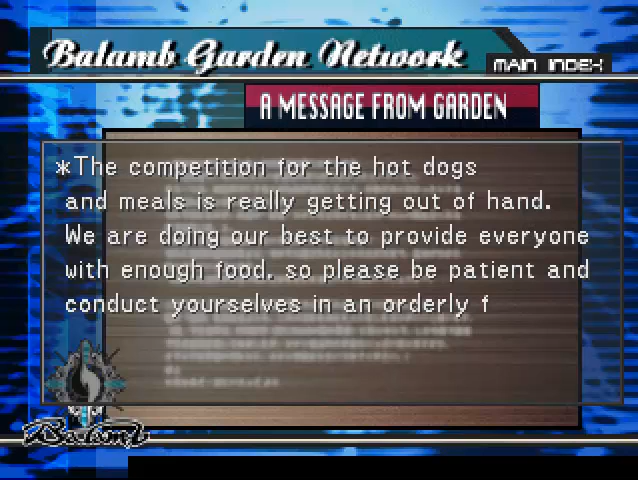 Balamb Garden Network
MAIN INDEX
A MESSAGE FROM GARDEN
*The competition for the hot dogs
and meals is really getting out of hand.
We are doing our best to provide everyone
with enough food. so please be patient and
conduct yourselves in an orderly f
Balamb